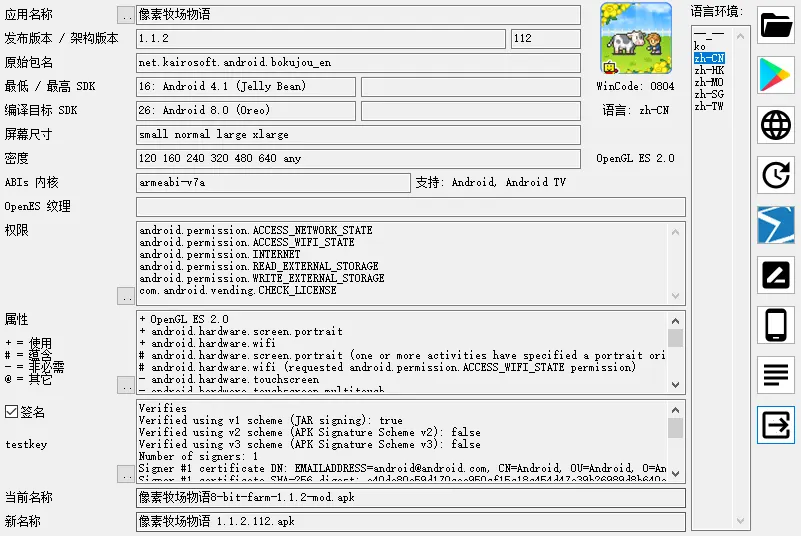 应用名称 .. 像素牧场物语
发布版本 / 架构版本 1.1.2 112
原始包名 net.kairosoft.android.bokujou_en
最低 / 最高 SDK 16: Android 4.1 (Jelly Bean)
WinCode: 0804
编译目标 SDK 26: Android 8.0 (Oreo)
语言: zh-CN
屏幕尺寸 small normal large xlarge
密度 120 160 240 320 480 640 any
OpenGL ES 2.0
ABIs 内核 armeabi-v7a 支持: Android, Android TV
OpenES 纹理
权限
android.permission.ACCESS_NETWORK_STATE
android.permission.ACCESS_WIFI_STATE
android.permission.INTERNET
android.permission.READ_EXTERNAL_STORAGE
android.permission.WRITE_EXTERNAL_STORAGE
com.android.vending.CHECK_LICENSE
..
属性
+ = 使用
# = 蕴含
- = 非必需
@ = 其它
..
+ OpenGL ES 2.0
+ android.hardware.screen.portrait
+ android.hardware.wifi
# android.hardware.screen.portrait (one or more activities have specified a portrait ori
# android.hardware.wifi (requested android.permission.ACCESS_WIFI_STATE permission)
- android.hardware.touchscreen
- android.hardware.touchscreen.multitouch
签名
testkey
..
Verifies
Verified using v1 scheme (JAR signing): true
Verified using v2 scheme (APK Signature Scheme v2): false
Verified using v3 scheme (APK Signature Scheme v3): false
Number of signers: 1
Signer #1 certificate DN: EMAILADDRESS=android@android.com, CN=Android, OU=Android, O=An
Signer #1 certificate SHA-256 digest:
当前名称 像素牧场物语8-bit-farm-1.1.2-mod.apk
新名称 像素牧场物语 1.1.2.112.apk
语言环境:
--_--
ko
zh-CN
zh-HK
zh-MO
zh-SG
zh-TW